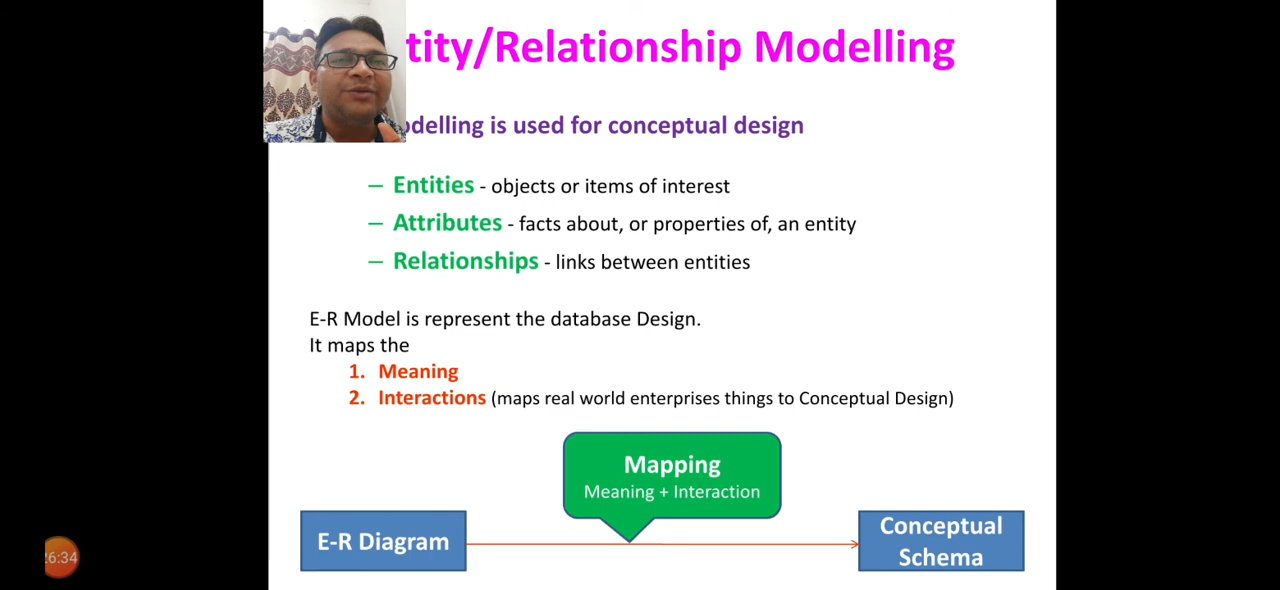 tity/Relationship Modelling
odelling is used for conceptual design
– Entities - objects or items of interest
– Attributes - facts about, or properties of, an entity
– Relationships - links between entities
E-R Model is represent the database Design.
It maps the
1. Meaning
2. Interactions (maps real world enterprises things to Conceptual Design)
Mapping
Meaning + Interaction
E-R Diagram
Conceptual
Schema
26:34